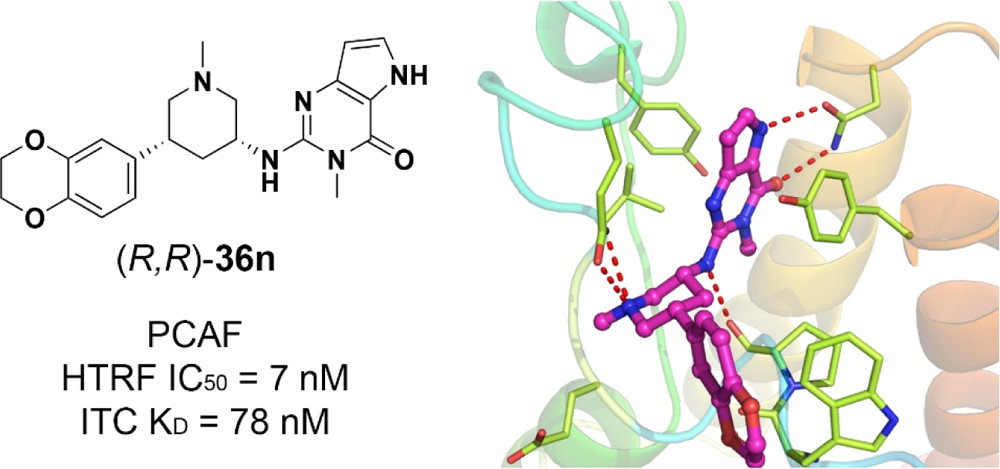 N
N
NH
O
O
N
H
N
O
(R,R)-36n
PCAF
HTRF IC50 = 7 nM
ITC KD = 78 nM